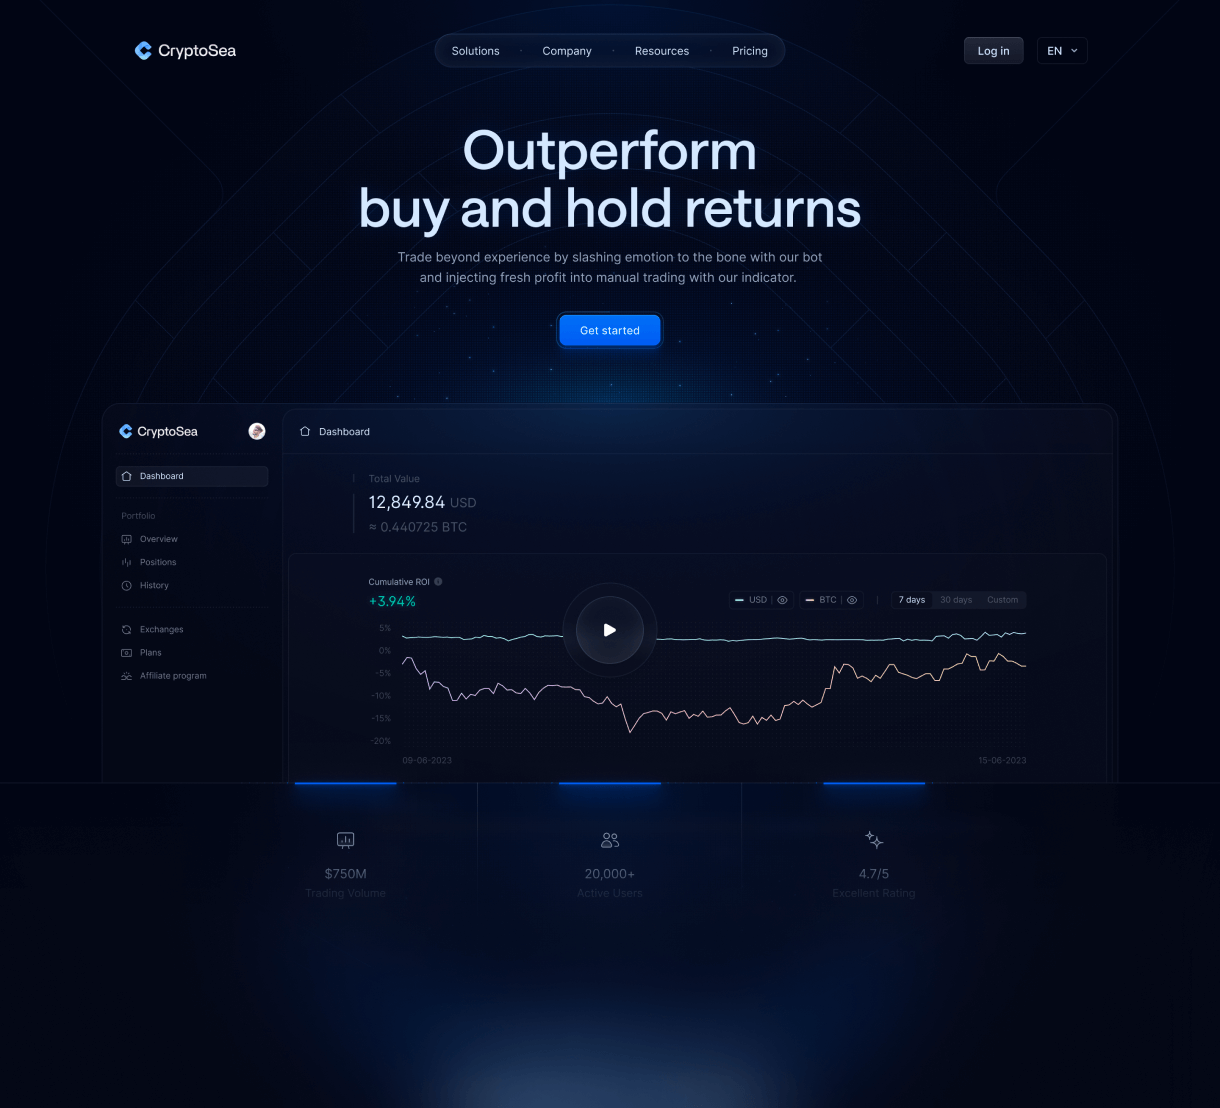 CryptoSea
Solutions
Company
Resources
Pricing
Log in
EN
Outperform
buy and hold returns
Trade beyond experience by slashing emotion to the bone with our bot
and injecting fresh profit into manual trading with our indicator.
Get started
CryptoSea
Dashboard
Portfolio
Overview
Positions
History
Exchanges
Plans
Affiliate program
Dashboard
Total Value
12,849.84 USD
≈ 0.440725 BTC
Cumulative ROI
+3.94%
USD
BTC
7 days
30 days
Custom
5%
0%
-5%
-10%
-15%
-20%
09-06-2023
15-06-2023
$750M
Trading Volume
20,000+
Active Users
4.7/5
Excellent Rating